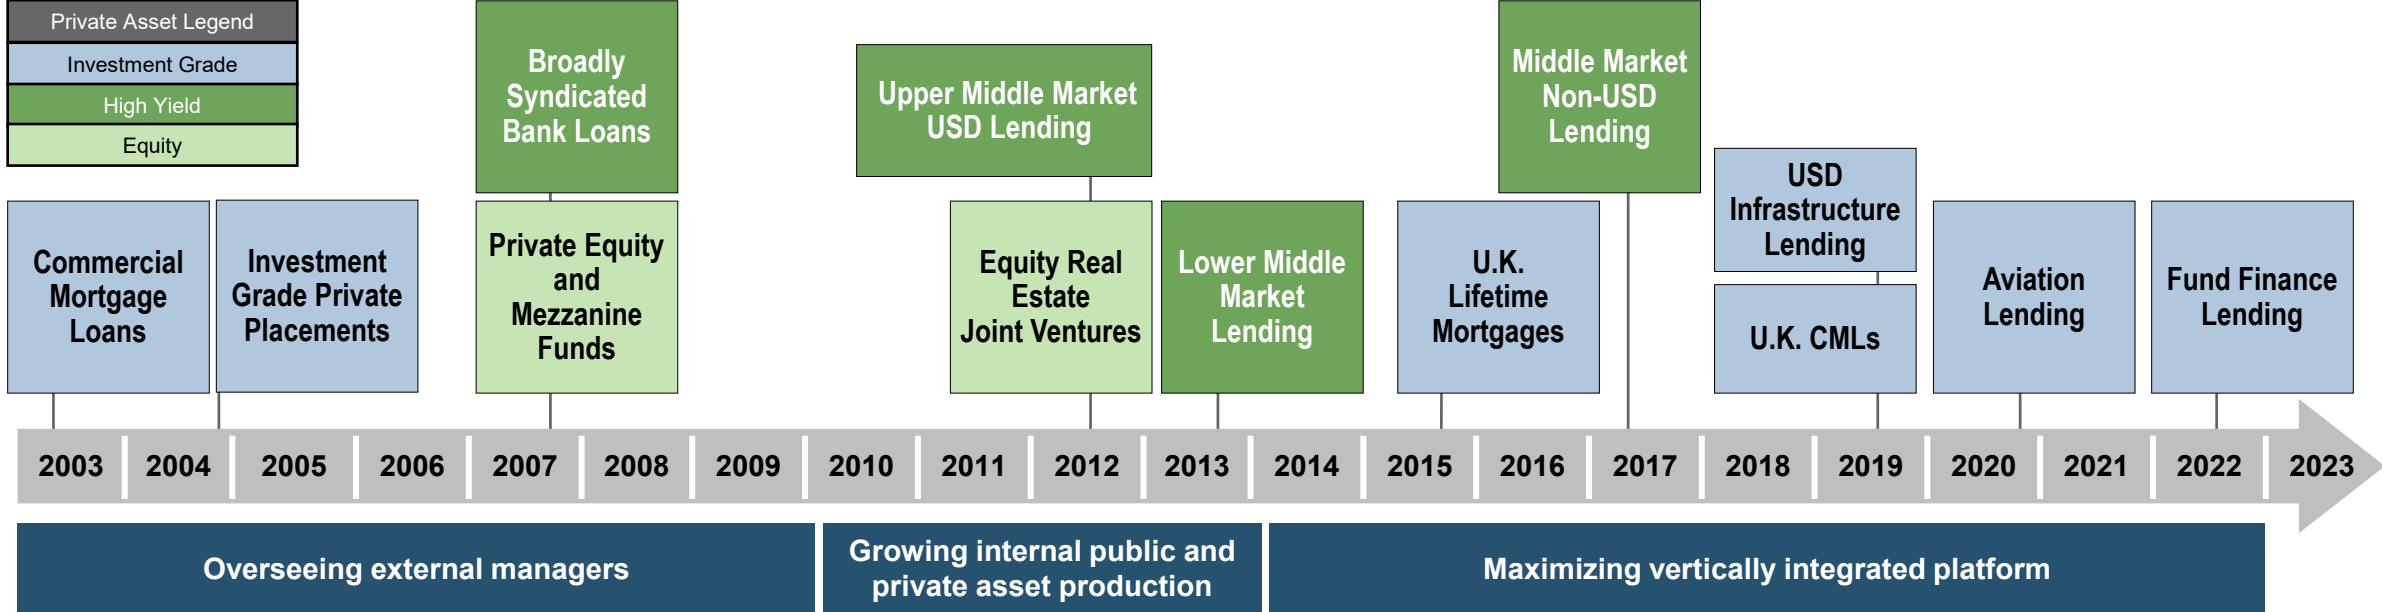 Private Asset Legend
Investment Grade
High Yield
Equity
Commercial
Mortgage
Loans
Investment
Grade Private
Placements
Broadly
Syndicated
Bank Loans
Private Equity
and
Mezzanine
Funds
Upper Middle Market
USD Lending
Equity Real
Estate
Joint Ventures
Lower Middle
Market
Lending
U.K.
Lifetime
Mortgages
Middle Market
Non-USD
Lending
USD
Infrastructure
Lending
U.K. CMLs
Aviation
Lending
Fund Finance
Lending
2003 2004 2005 2006 2007 2008 2009 2010 2011 2012 2013 2014 2015 2016 2017 2018 2019 2020 2021 2022 2023
Overseeing external managers
Growing internal public and
private asset production
Maximizing vertically integrated platform